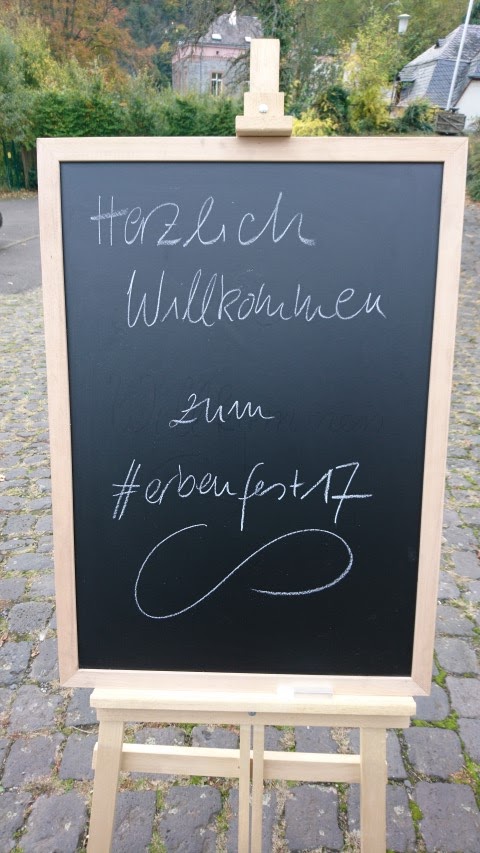 Herzlich
Willkommen
zum
#erbenfest17